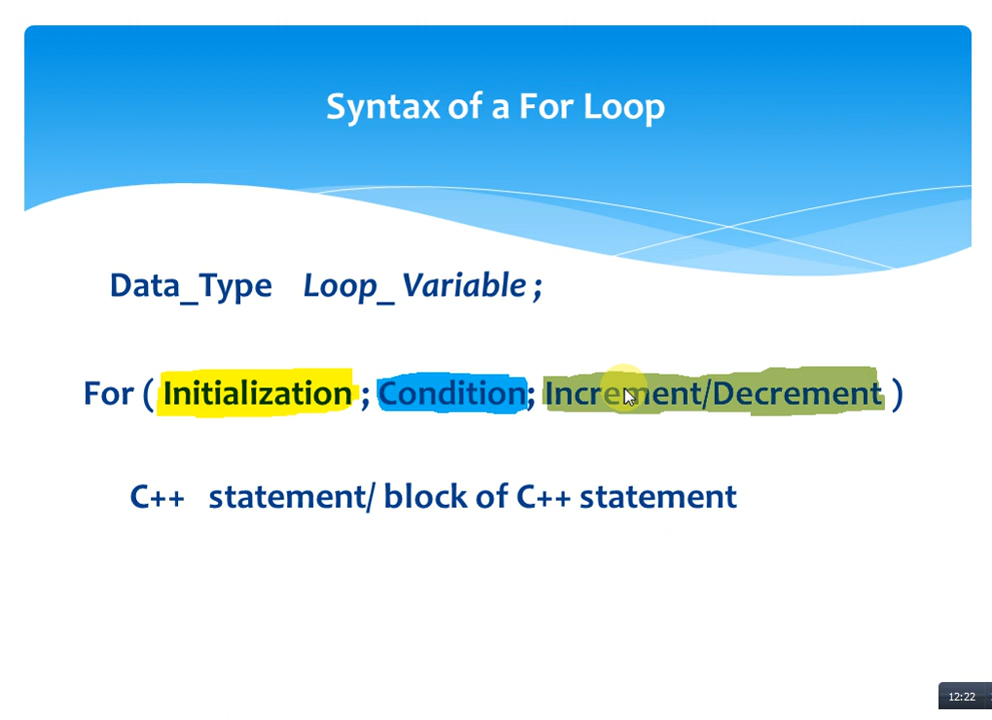 Syntax of a For Loop
Data_Type Loop_ Variable ;
For ( Initialization ; Condition; Increment/Decrement )
C++ statement/ block of C++ statement
12:22